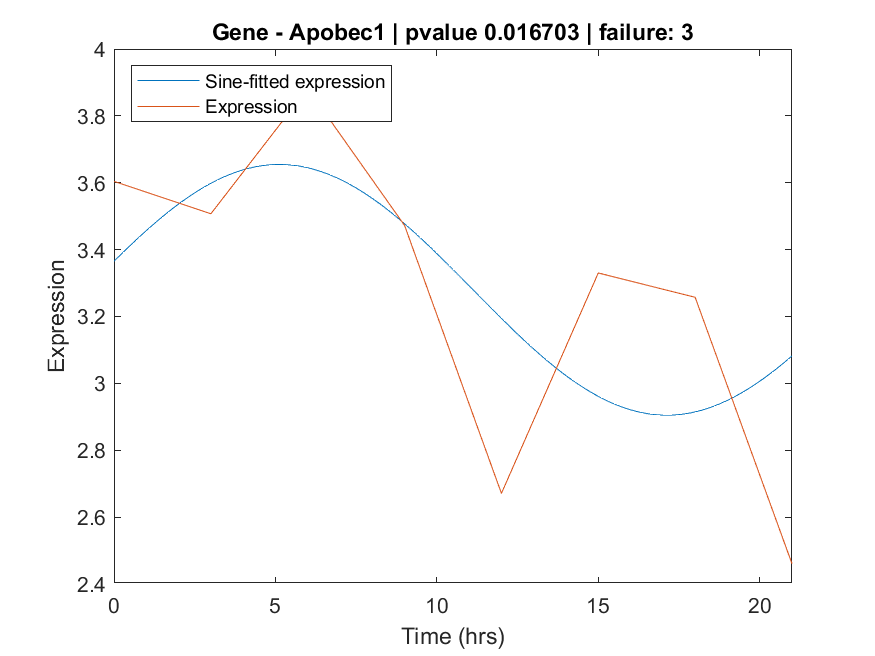 Gene - Apobec1 | pvalue 0.016703 | failure: 3
Sine-fitted expression
Expression
4
3.8
3.6
3.4
3.2
3
2.8
2.6
2.4
Expression
0
5
10
15
20
Time (hrs)